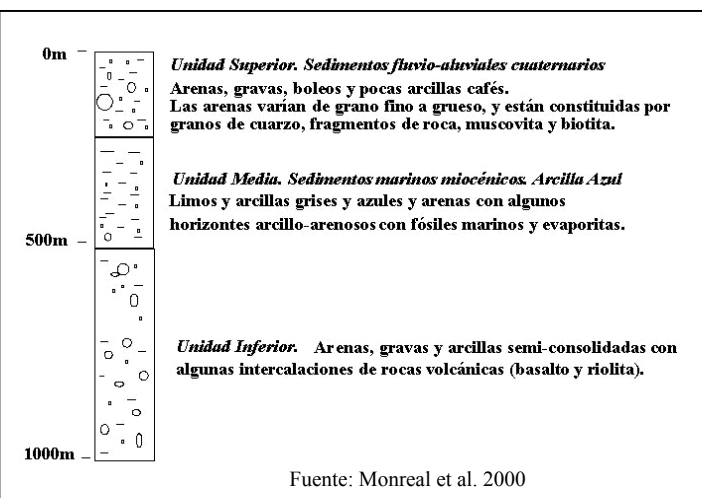 0m
Unidad Superior. Sedimentos fluvio-aluviales cuaternarios
Arenas, gravas, boleos y pocas arcillas cafés.
Las arenas varían de grano fino a grueso, y están constituidas por
granos de cuarzo, fragmentos de roca, muscovita y biotita.
Unidad Media. Sedimentos marinos miocénicos. Arcilla Azul
Limos y arcillas grises y azules y arenas con algunos
horizontes arcillo-arenosos con fósiles marinos y evaporitas.
500m
Unidad Inferior. Arenas, gravas y arcillas semi-consolidadas con
algunas intercalaciones de rocas volcánicas (basalto y riolita).
1000m
Fuente: Monreal et al. 2000